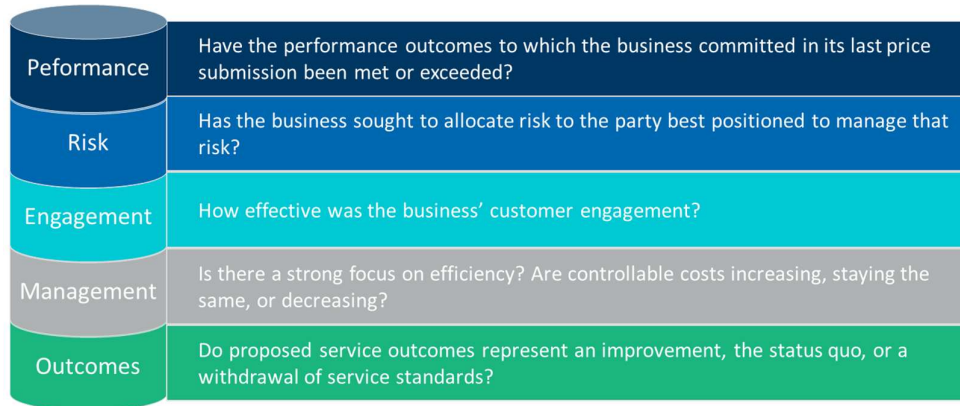 Peformance
Have the performance outcomes to which the business committed in its last price
submission been met or exceeded?
Risk
Has the business sought to allocate risk to the party best positioned to manage that
risk?
Engagement
How effective was the business’ customer engagement?
Management
Is there a strong focus on efficiency? Are controllable costs increasing, staying the
same, or decreasing?
Outcomes
Do proposed service outcomes represent an improvement, the status quo, or a
withdrawal of service standards?